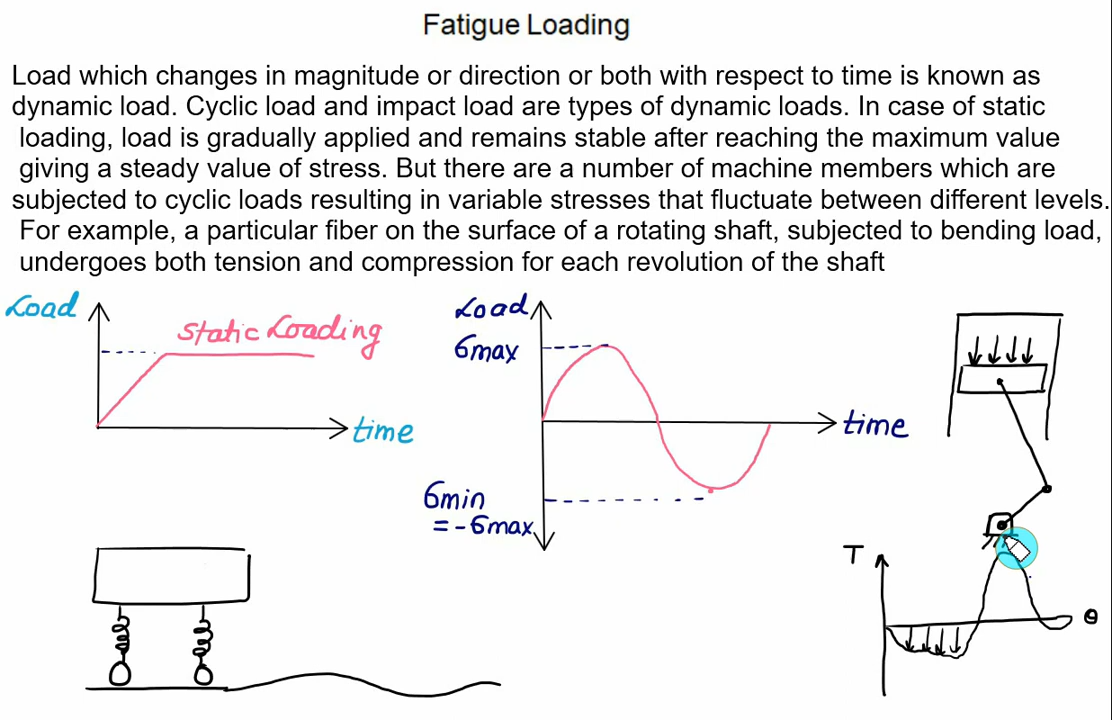 Fatigue Loading
Load which changes in magnitude or direction or both with respect to time is known as
dynamic load. Cyclic load and impact load are types of dynamic loads. In case of static
loading, load is gradually applied and remains stable after reaching the maximum value
giving a steady value of stress. But there are a number of machine members which are
subjected to cyclic loads resulting in variable stresses that fluctuate between different levels.
For example, a particular fiber on the surface of a rotating shaft, subjected to bending load,
undergoes both tension and compression for each revolution of the shaft
Load
Static Loading
time
Load
σmax
time
σmin
= -σmax
T
θ